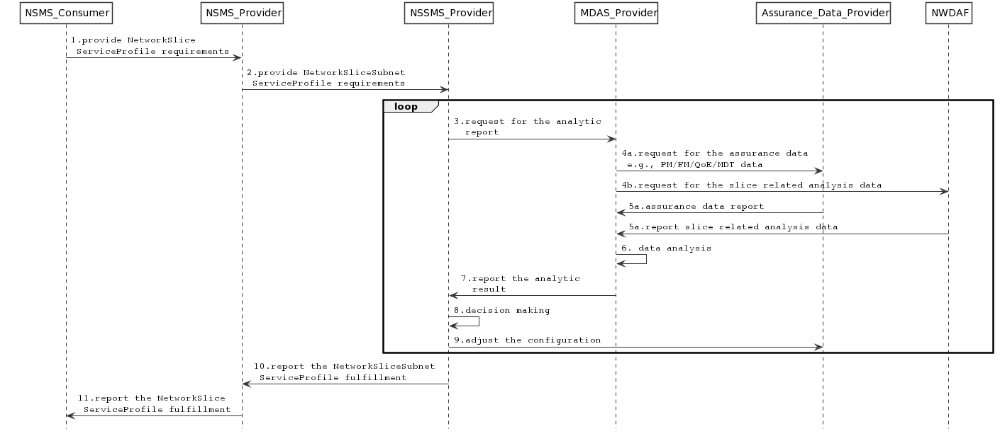 NSMS_Consumer
NSMS_Provider
NSSMS_Provider
MDAS_Provider
Assurance_Data_Provider
NWDAF
1.provide NetworkSlice
ServiceProfile requirements
2.provide NetworkSliceSubnet
ServiceProfile requirements
loop
3.request for the analytic
report
4a.request for the assurance data
e.g., PM/FM/QoE/MDT data
4b.request for the slice related analysis data
5a.assurance data report
5a.report slice related analysis data
6. data analysis
7.report the analytic
result
8.decision making
9.adjust the configuration
10.report the NetworkSliceSubnet
ServiceProfile fulfillment
11.report the NetworkSlice
ServiceProfile fulfillment